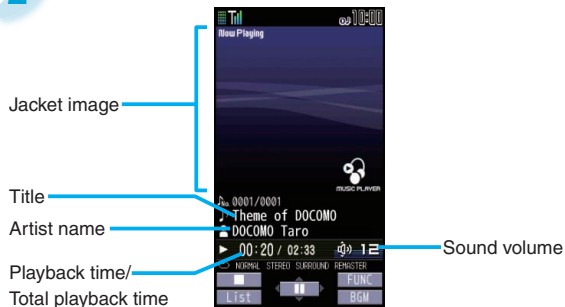 10:00
Now Playing
Jacket image
MUSIC PLAYER
No. 0001/0001
Title
Theme of DOCOMO
Artist name
DOCOMO Taro
00:20 / 02:33
12
Sound volume
Playback time/
Total playback time
NORMAL STEREO SURROUND REMASTER
FUNC
List
BGM